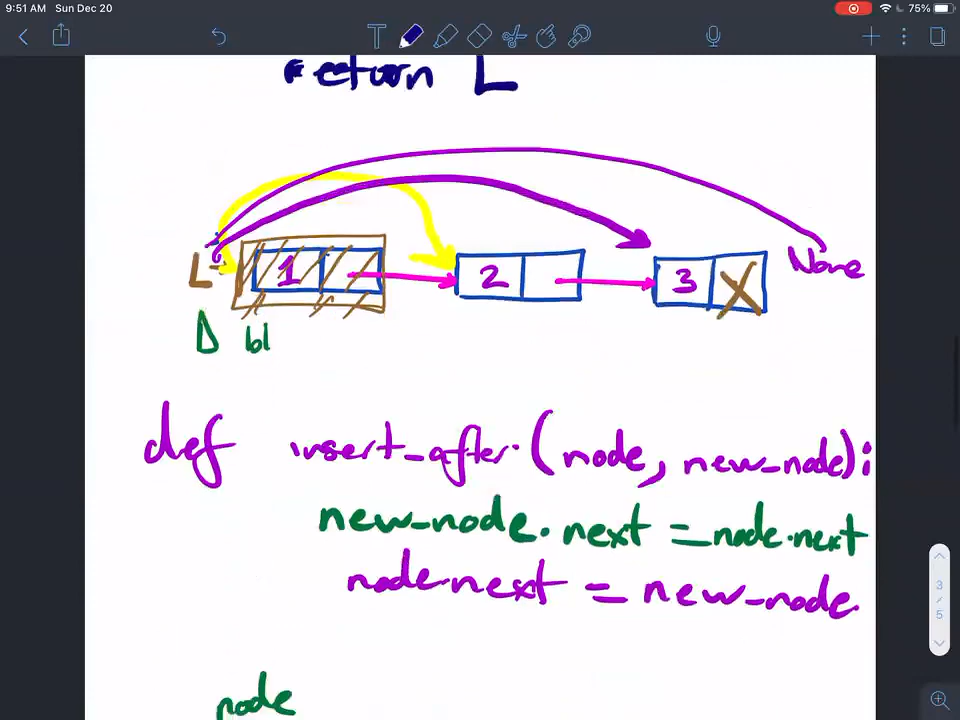 9:51 AM Sun Dec 20
75%
return L
L 1 2 3 X None
def insert_after(node, new_node):
new_node.next = node.next
node.next = new_node
3
5
node